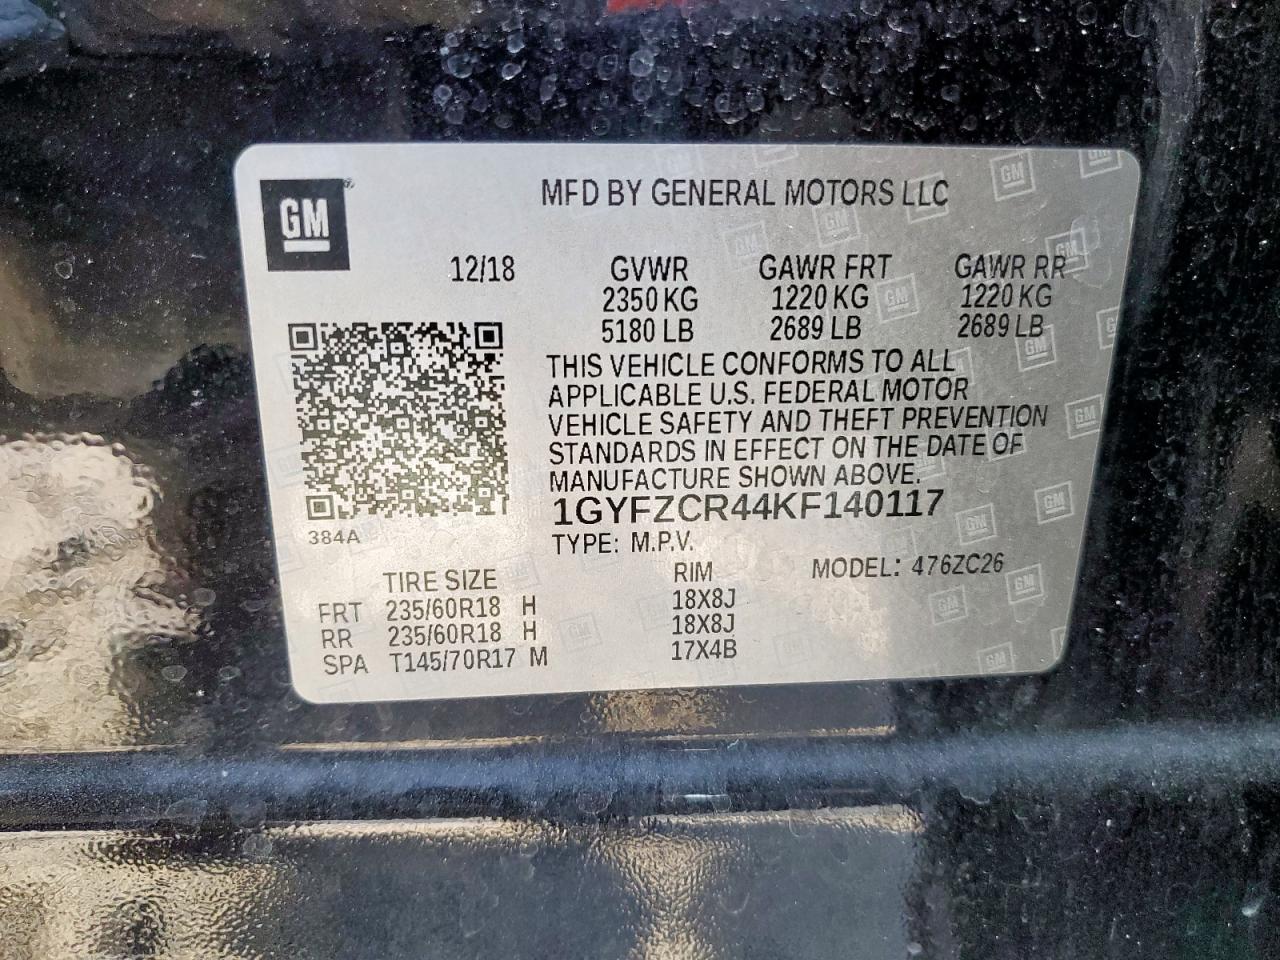 GM
MFD BY GENERAL MOTORS LLC
12/18 GVWR GAWR FRT GAWR RR
2350 KG 1220 KG 1220 KG
5180 LB 2689 LB 2689 LB
THIS VEHICLE CONFORMS TO ALL
APPLICABLE U.S. FEDERAL MOTOR
VEHICLE SAFETY AND THEFT PREVENTION
STANDARDS IN EFFECT ON THE DATE OF
MANUFACTURE SHOWN ABOVE.
1GYFZCR44KF140117
384A
TYPE: M.P.V.
MODEL: 476ZC26
TIRE SIZE RIM
FRT 235/60R18 H 18X8J
RR 235/60R18 H 18X8J
SPA T145/70R17 M 17X4B